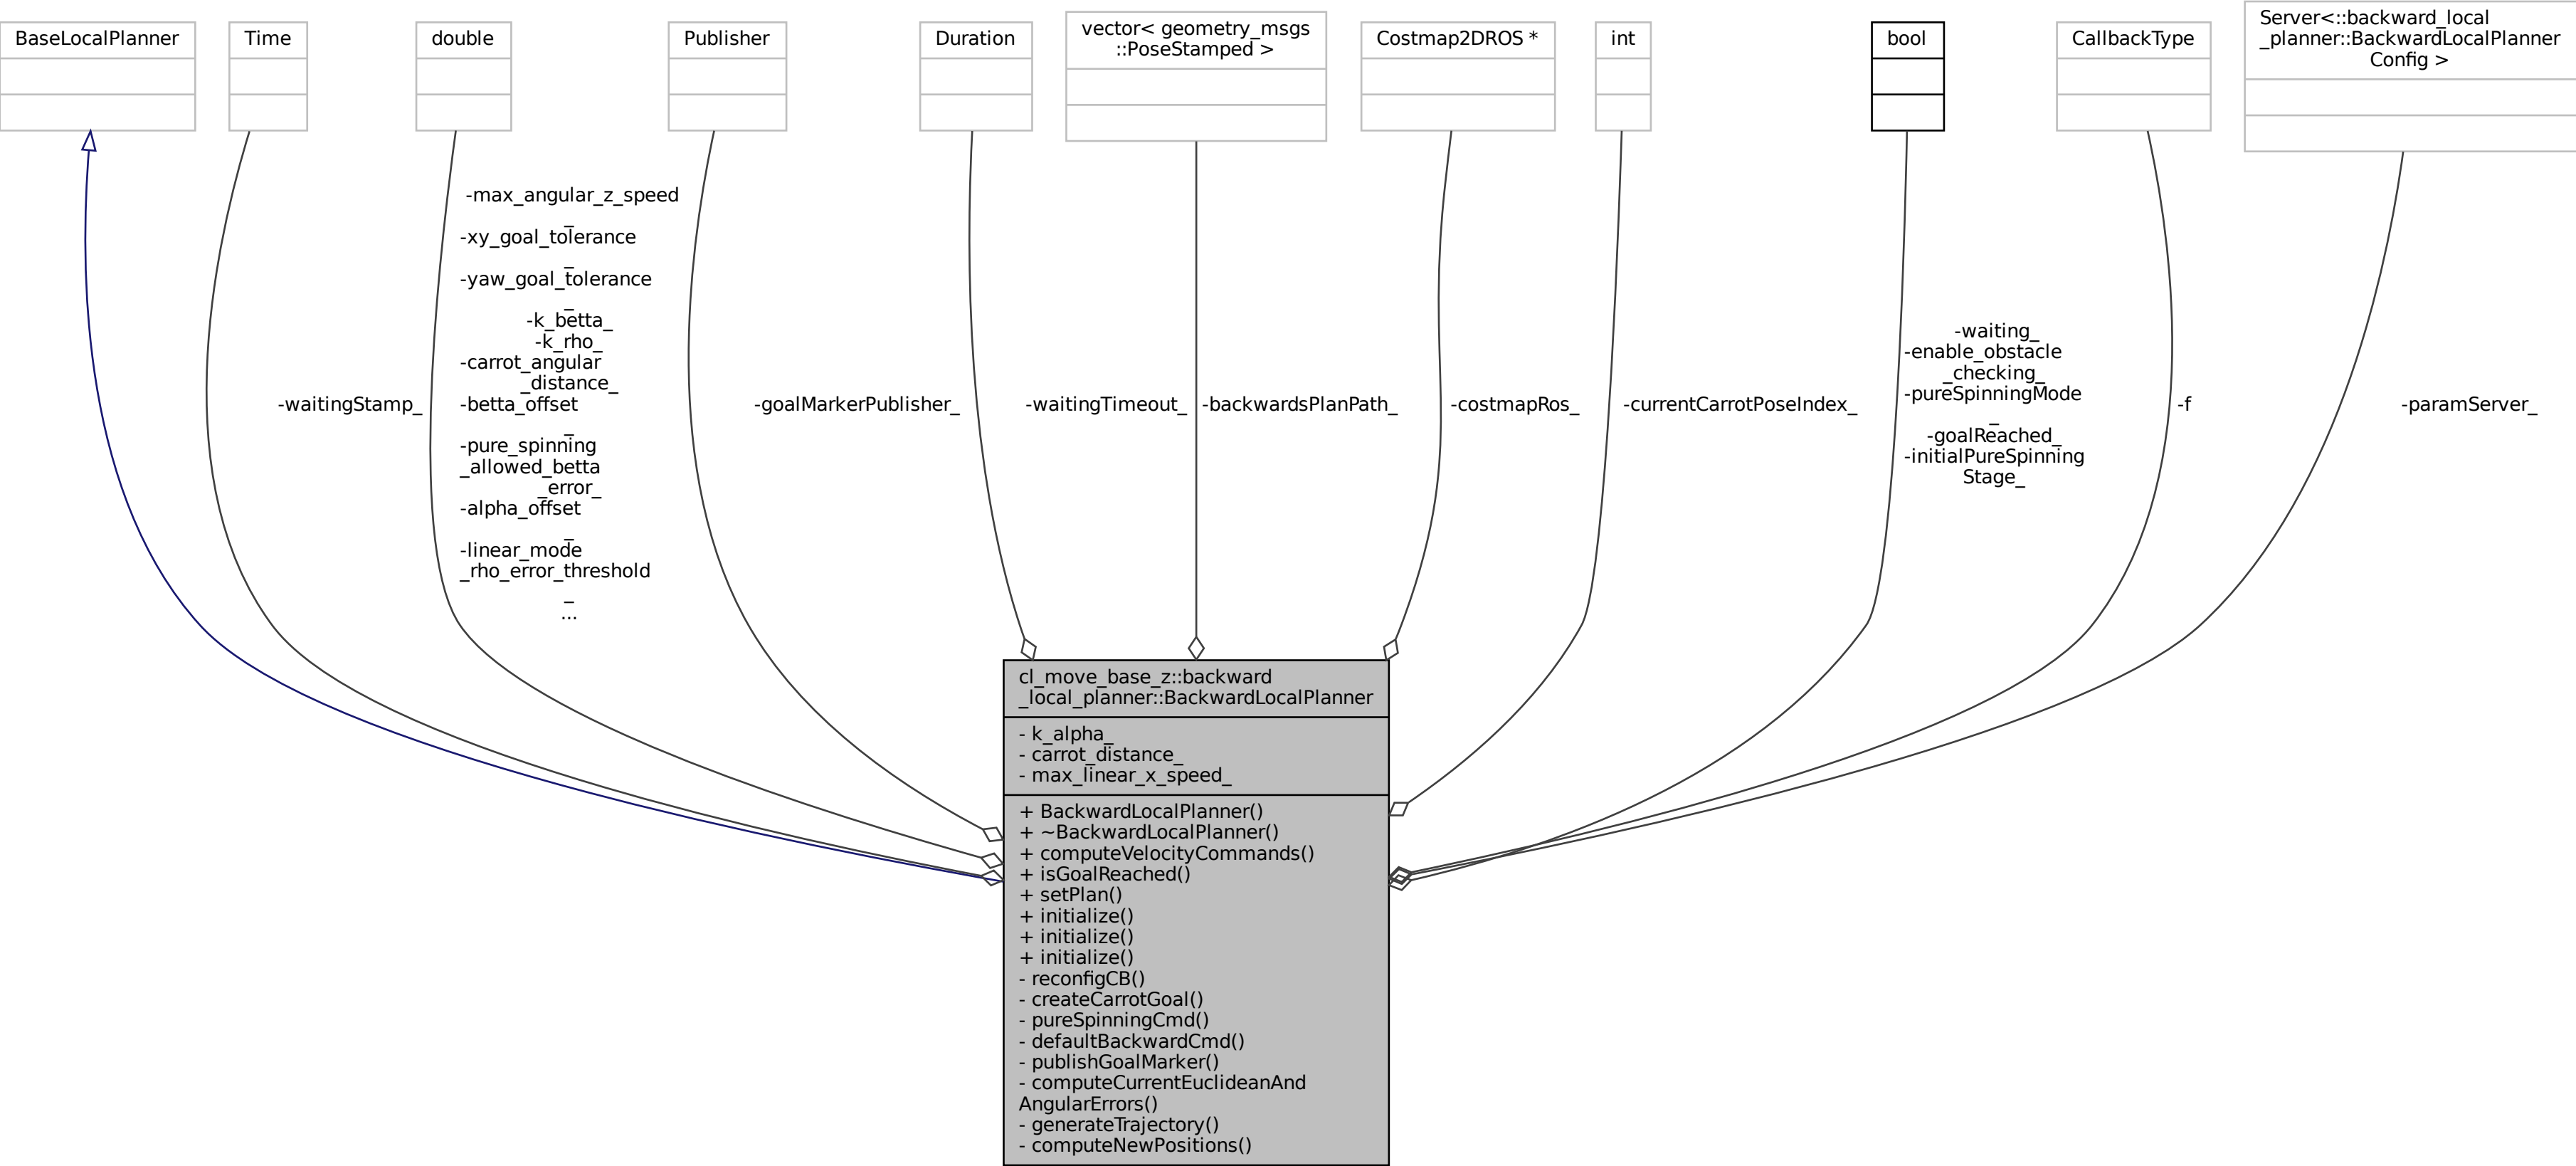 BaseLocalPlanner
Time
double
Publisher
Duration
vector< geometry_msgs
::PoseStamped >
Costmap2DROS *
int
bool
CallbackType
Server<::backward_local
_planner::BackwardLocalPlanner
Config >
-waitingStamp_
-max_angular_z_speed
_
-xy_goal_tolerance
_
-yaw_goal_tolerance
_
-k_betta_
-k_rho_
-carrot_angular
_distance_
-betta_offset
_
-pure_spinning
_allowed_betta
_error_
-alpha_offset
_
-linear_mode
_rho_error_threshold
_
...
-goalMarkerPublisher_
-waitingTimeout_
-backwardsPlanPath_
-costmapRos_
-currentCarrotPoseIndex_
-waiting_
-enable_obstacle
_checking_
-pureSpinningMode
_
-goalReached_
-initialPureSpinning
Stage_
-f
-paramServer_
cl_move_base_z::backward
_local_planner::BackwardLocalPlanner
- k_alpha_
- carrot_distance_
- max_linear_x_speed_
+ BackwardLocalPlanner()
+ ~BackwardLocalPlanner()
+ computeVelocityCommands()
+ isGoalReached()
+ setPlan()
+ initialize()
+ initialize()
+ initialize()
- reconfigCB()
- createCarrotGoal()
- pureSpinningCmd()
- defaultBackwardCmd()
- publishGoalMarker()
- computeCurrentEuclideanAnd
AngularErrors()
- generateTrajectory()
- computeNewPositions()